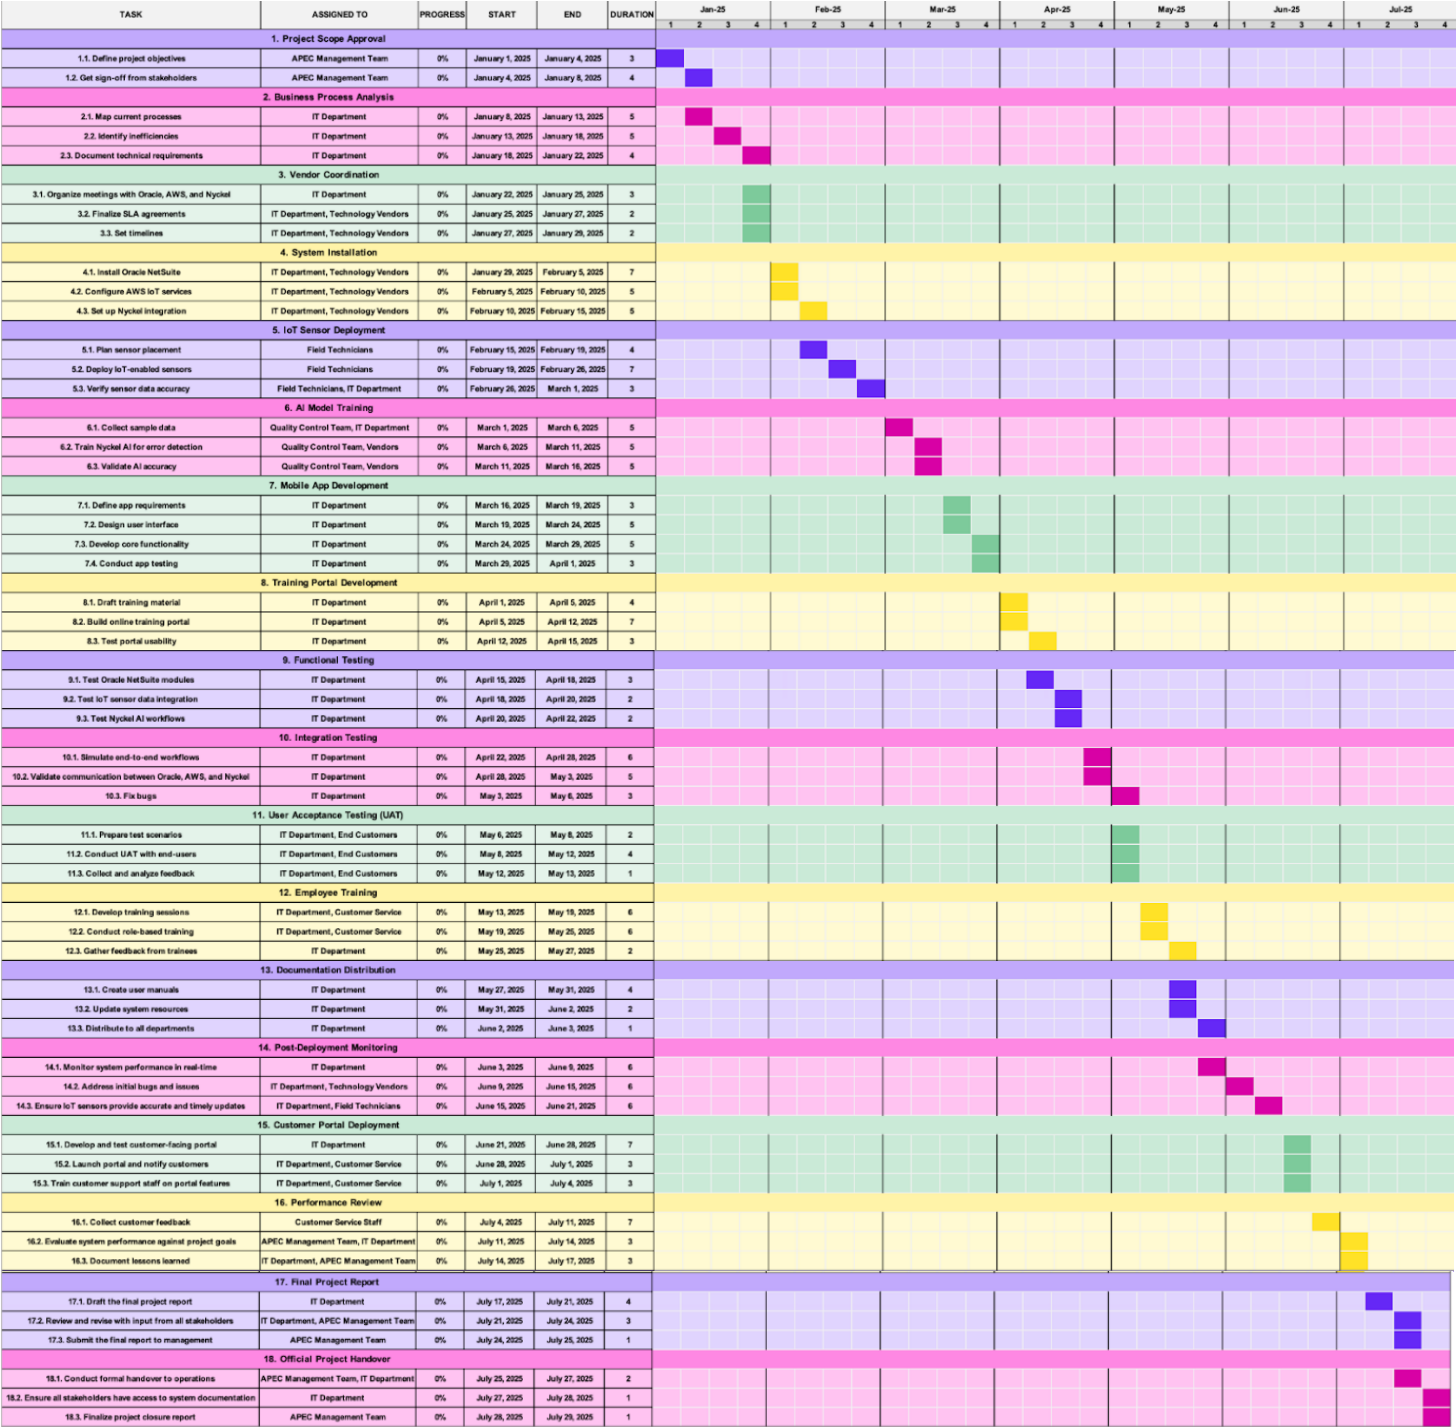 TASK ASSIGNED TO PROGRESS START END DURATION Jan-25 Feb-25 Mar-25 Apr-25 May-25 Jun-25 Jul-25
1 2 3 4 1 2 3 4 1 2 3 4 1 2 3 4 1 2 3 4 1 2 3 4 1 2 3 4
1. Project Scope Approval
1.1. Define project objectives APEC Management Team 0% January 1, 2025 January 4, 2025 3
1.2. Get sign-off from stakeholders APEC Management Team 0% January 4, 2025 January 8, 2025 4
2. Business Process Analysis
2.1. Map current processes IT Department 0% January 8, 2025 January 13, 2025 5
2.2. Identify inefficiencies IT Department 0% January 13, 2025 January 18, 2025 5
2.3. Document technical requirements IT Department 0% January 18, 2025 January 22, 2025 4
3. Vendor Coordination
3.1. Organize meetings with Oracle, AWS, and Nyckel IT Department 0% January 22, 2025 January 25, 2025 3
3.2. Finalize SLA agreements IT Department, Technology Vendors 0% January 25, 2025 January 27, 2025 2
3.3. Set timelines IT Department, Technology Vendors 0% January 27, 2025 January 29, 2025 2
4. System Installation
4.1. Install Oracle NetSuite IT Department, Technology Vendors 0% January 29, 2025 February 5, 2025 7
4.2. Configure AWS IoT services IT Department, Technology Vendors 0% February 5, 2025 February 10, 2025 5
4.3. Set up Nyckel integration IT Department, Technology Vendors 0% February 10, 2025 February 15, 2025 5
5. IoT Sensor Deployment
5.1. Plan sensor placement Field Technicians 0% February 15, 2025 February 19, 2025 4
5.2. Deploy IoT-enabled sensors Field Technicians 0% February 19, 2025 February 26, 2025 7
5.3. Verify sensor data accuracy Field Technicians, IT Department 0% February 26, 2025 March 1, 2025 3
6. AI Model Training
6.1. Collect sample data Quality Control Team, IT Department 0% March 1, 2025 March 6, 2025 5
6.2. Train Nyckel AI for error detection Quality Control Team, Vendors 0% March 6, 2025 March 11, 2025 5
6.3. Validate AI accuracy Quality Control Team, Vendors 0% March 11, 2025 March 16, 2025 5
7. Mobile App Development
7.1. Define app requirements IT Department 0% March 16, 2025 March 19, 2025 3
7.2. Design user interface IT Department 0% March 19, 2025 March 24, 2025 5
7.3. Develop core functionality IT Department 0% March 24, 2025 March 29, 2025 5
7.4. Conduct app testing IT Department 0% March 29, 2025 April 1, 2025 3
8. Training Portal Development
8.1. Draft training material IT Department 0% April 1, 2025 April 5, 2025 4
8.2. Build online training portal IT Department 0% April 5, 2025 April 12, 2025 7
8.3. Test portal usability IT Department 0% April 12, 2025 April 15, 2025 3
9. Functional Testing
9.1. Test Oracle NetSuite modules IT Department 0% April 15, 2025 April 18, 2025 3
9.2. Test IoT sensor data integration IT Department 0% April 18, 2025 April 20, 2025 2
9.3. Test Nyckel AI workflows IT Department 0% April 20, 2025 April 22, 2025 2
10. Integration Testing
10.1. Simulate end-to-end workflows IT Department 0% April 22, 2025 April 28, 2025 6
10.2. Validate communication between Oracle, AWS, and Nyckel IT Department 0% April 28, 2025 May 3, 2025 5
10.3. Fix bugs IT Department 0% May 3, 2025 May 6, 2025 3
11. User Acceptance Testing (UAT)
11.1. Prepare test scenarios IT Department, End Customers 0% May 6, 2025 May 8, 2025 2
11.2. Conduct UAT with end-users IT Department, End Customers 0% May 8, 2025 May 12, 2025 4
11.3. Collect and analyze feedback IT Department, End Customers 0% May 12, 2025 May 13, 2025 1
12. Employee Training
12.1. Develop training sessions IT Department, Customer Service 0% May 13, 2025 May 19, 2025 6
12.2. Conduct role-based training IT Department, Customer Service 0% May 19, 2025 May 25, 2025 6
12.3. Gather feedback from trainees IT Department 0% May 25, 2025 May 27, 2025 2
13. Documentation Distribution
13.1. Create user manuals IT Department 0% May 27, 2025 May 31, 2025 4
13.2. Update system resources IT Department 0% May 31, 2025 June 2, 2025 2
13.3. Distribute to all departments IT Department 0% June 2, 2025 June 3, 2025 1
14. Post-Deployment Monitoring
14.1. Monitor system performance in real-time IT Department 0% June 3, 2025 June 9, 2025 6
14.2. Address initial bugs and issues IT Department, Technology Vendors 0% June 9, 2025 June 15, 2025 6
14.3. Ensure IoT sensors provide accurate and timely updates IT Department, Field Technicians 0% June 15, 2025 June 21, 2025 6
15. Customer Portal Deployment
15.1. Develop and test customer-facing portal IT Department 0% June 21, 2025 June 28, 2025 7
15.2. Launch portal and notify customers IT Department, Customer Service 0% June 28, 2025 July 1, 2025 3
15.3. Train customer support staff on portal features IT Department, Customer Service 0% July 1, 2025 July 4, 2025 3
16. Performance Review
16.1. Collect customer feedback Customer Service Staff 0% July 4, 2025 July 11, 2025 7
16.2. Evaluate system performance against project goals APEC Management Team, IT Department 0% July 11, 2025 July 14, 2025 3
16.3. Document lessons learned IT Department, APEC Management Team 0% July 14, 2025 July 17, 2025 3
17. Final Project Report
17.1. Draft the final project report IT Department 0% July 17, 2025 July 21, 2025 4
17.2. Review and revise with input from all stakeholders IT Department, APEC Management Team 0% July 21, 2025 July 24, 2025 3
17.3. Submit the final report to management APEC Management Team 0% July 24, 2025 July 25, 2025 1
18. Official Project Handover
18.1. Conduct formal handover to operations APEC Management Team, IT Department 0% July 25, 2025 July 27, 2025 2
18.2. Ensure all stakeholders have access to system documentation IT Department 0% July 27, 2025 July 28, 2025 1
18.3. Finalize project closure report APEC Management Team 0% July 28, 2025 July 29, 2025 1